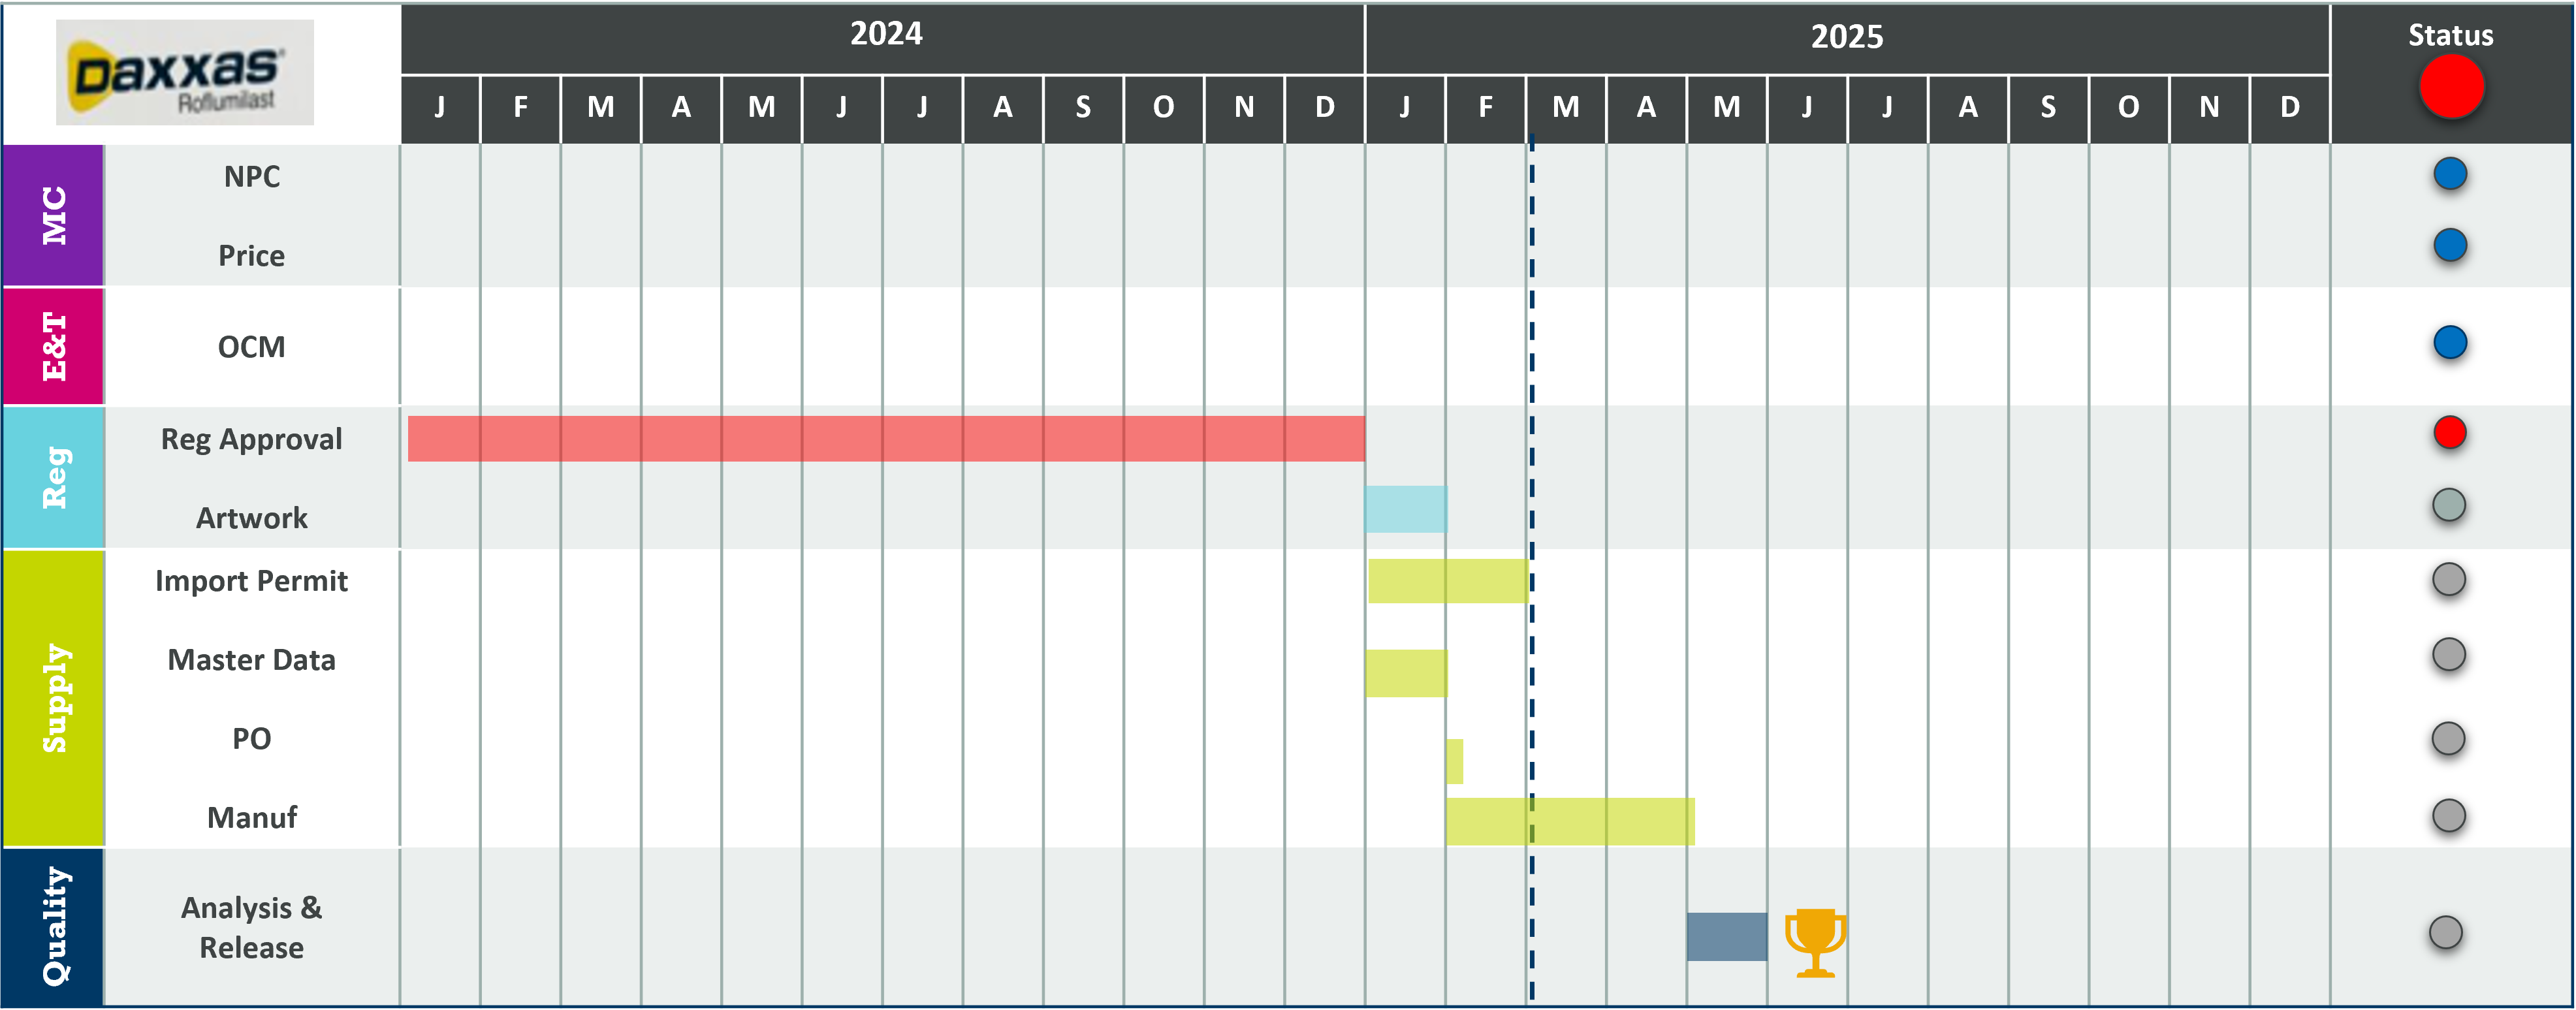 Daxxas®
Roflumilast
2024
2025
Status
J F M A M J J A S O N D J F M A M J J A S O N D
MC
NPC
Price
E&T
OCM
Reg
Reg Approval
Artwork
Supply
Import Permit
Master Data
PO
Manuf
Quality
Analysis &
Release